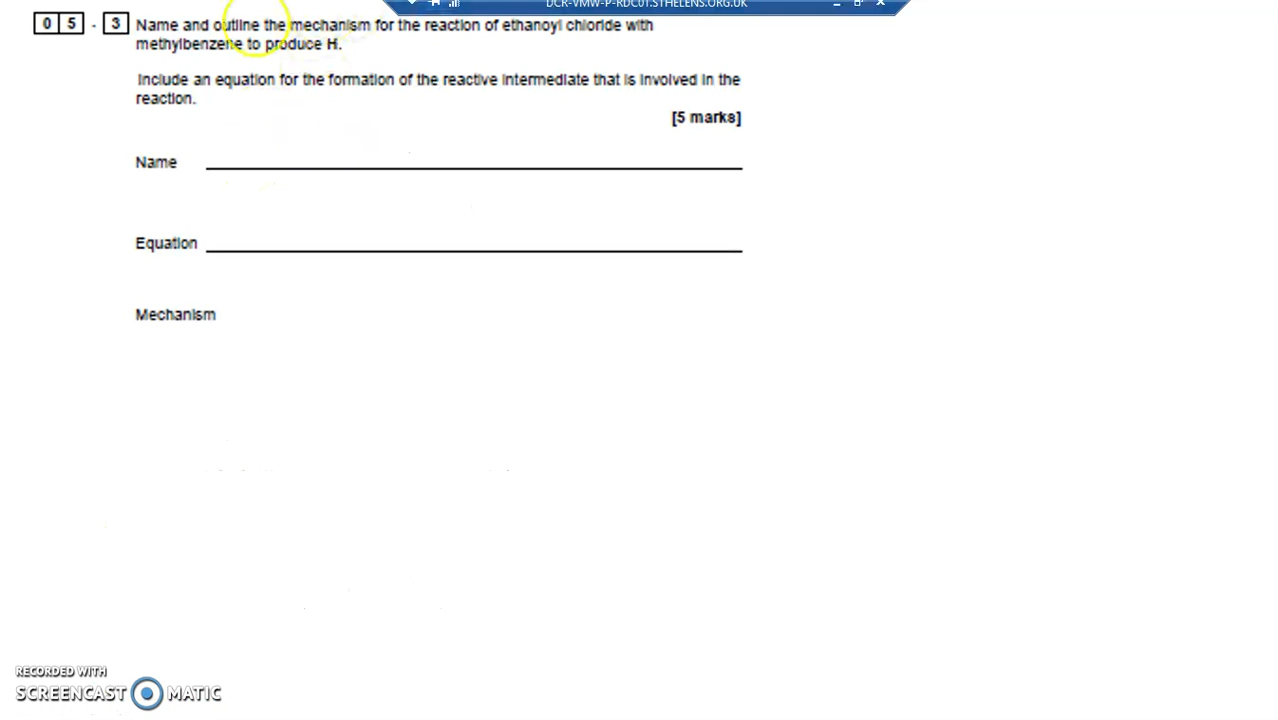 DCR-VMW-P-RDC01.STHELENS.ORG.UK
0 5 . 3 Name and outline the mechanism for the reaction of ethanoyl chloride with
methylbenzene to produce H.
Include an equation for the formation of the reactive intermediate that is involved in the
reaction.
[5 marks]
Name
Equation
Mechanism
RECORDED WITH
SCREENCAST MATIC